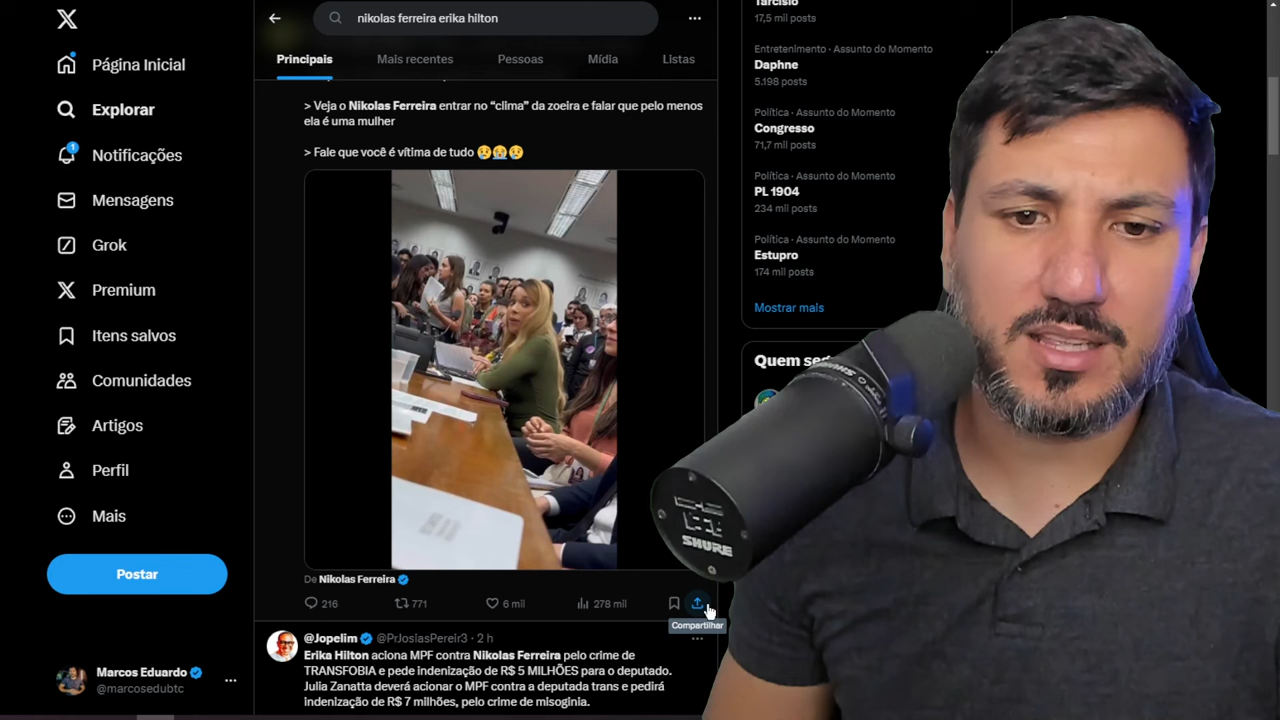 nikolas ferreira erika hilton
Principais
Mais recentes
Pessoas
Mídia
Listas
Página Inicial
Explorar
Notificações
1
Mensagens
Grok
Premium
Itens salvos
Comunidades
Artigos
Perfil
Mais
Postar
Marcos Eduardo
@marcosedubtc
> Veja o Nikolas Ferreira entrar no “clima” da zoeira e falar que pelo menos
ela é uma mulher
> Fale que você é vítima de tudo 😢😭😢
De Nikolas Ferreira
216
771
6 mil
278 mil
Compartilhar
@Jopelim @PrJosiasPereir3 · 2 h
Erika Hilton aciona MPF contra Nikolas Ferreira pelo crime de
TRANSFOBIA e pede indenização de R$ 5 MILHÕES para o deputado.
Julia Zanatta deverá acionar o MPF contra a deputada trans e pedirá
indenização de R$ 7 milhões, pelo crime de misoginia.
Tarcísio
17,5 mil posts
Entretenimento · Assunto do Momento
Daphne
5.198 posts
Política · Assunto do Momento
Congresso
71,7 mil posts
Política · Assunto do Momento
PL 1904
234 mil posts
Política · Assunto do Momento
Estupro
174 mil posts
Mostrar mais
Quem seg
SHURE
SHURE